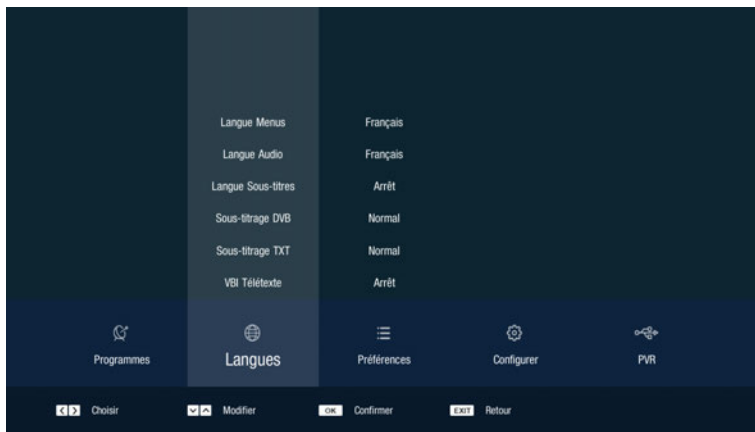 Langue Menus Français
Langue Audio Français
Langue Sous-titres Arrêt
Sous-titrage DVB Normal
Sous-titrage TXT Normal
VBI Télétexte Arrêt
Programmes Langues Préférences Configurer PVR
Choisir Modifier OK Confirmer EXIT Retour